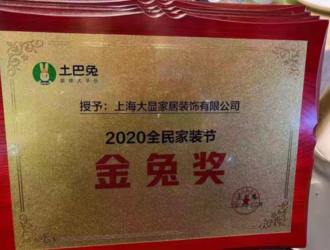 土巴兔
授予：上海大显家居装饰有限公司
2020全民家装节
金兔奖